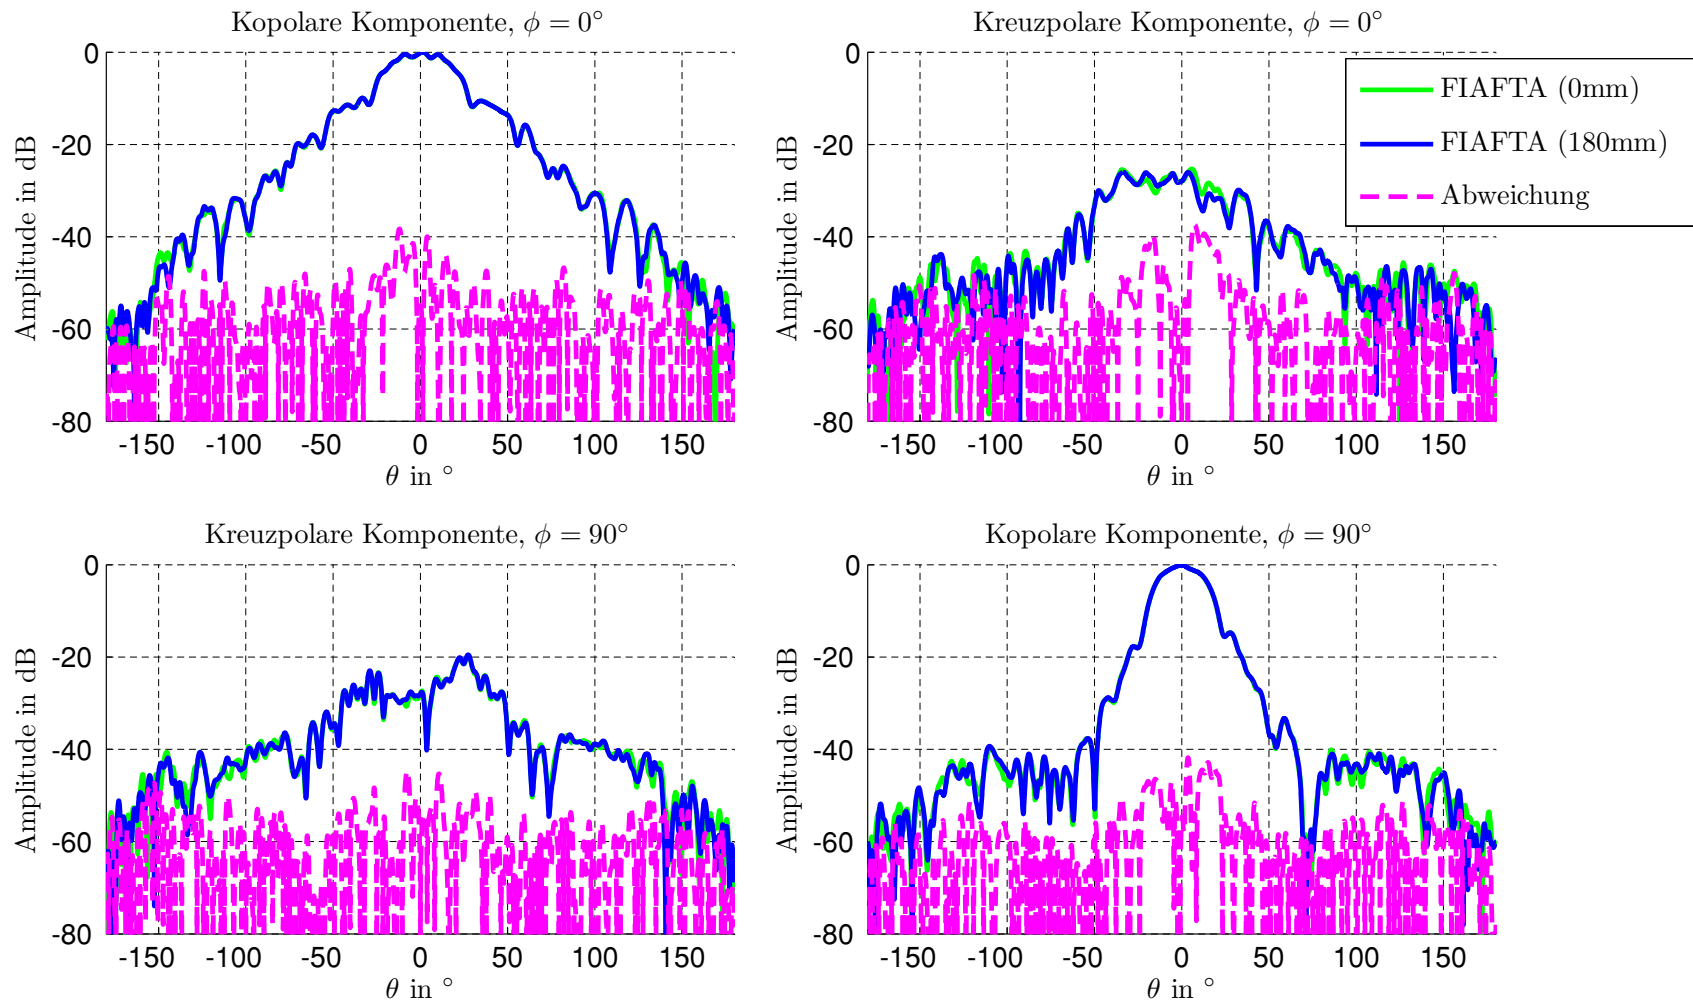 Kopolare Komponente, ϕ = 0°
0
-20
-40
-60
-80
Amplitude in dB
-150 -100 -50 0 50 100 150
θ in °
Kreuzpolare Komponente, ϕ = 0°
0
-20
-40
-60
-80
Amplitude in dB
-150 -100 -50 0 50 100 150
θ in °
FIAFTA (0mm)
FIAFTA (180mm)
Abweichung
Kreuzpolare Komponente, ϕ = 90°
0
-20
-40
-60
-80
Amplitude in dB
-150 -100 -50 0 50 100 150
θ in °
Kopolare Komponente, ϕ = 90°
0
-20
-40
-60
-80
Amplitude in dB
-150 -100 -50 0 50 100 150
θ in °